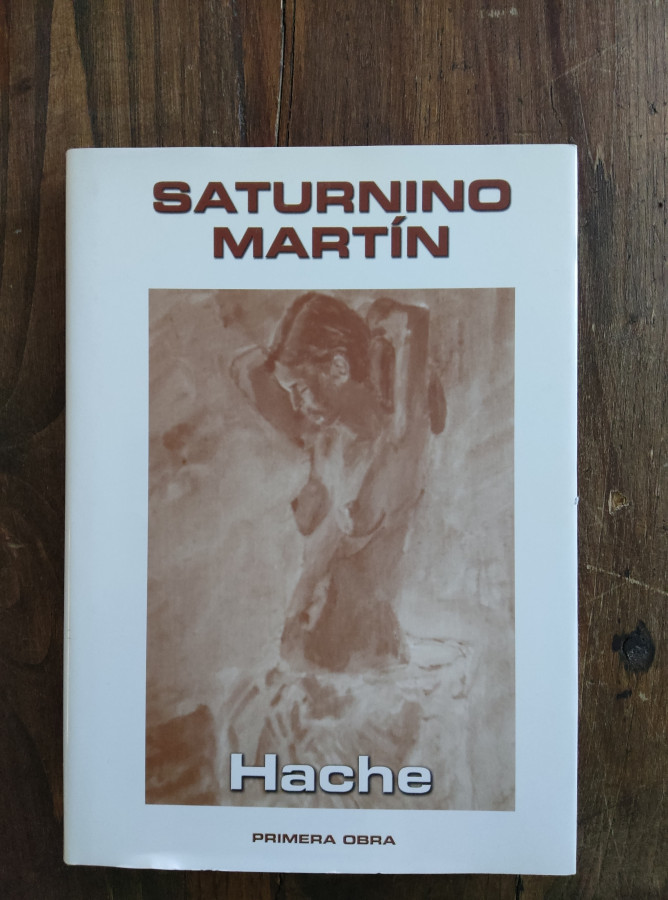 SATURNINO
MARTÍN
Hache
PRIMERA OBRA